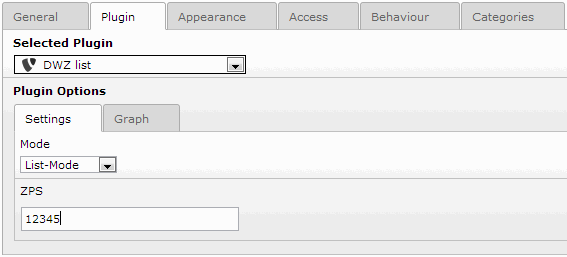 General Plugin Appearance Access Behaviour Categories
Selected Plugin
DWZ list
Plugin Options
Settings Graph
Mode
List-Mode
ZPS
12345